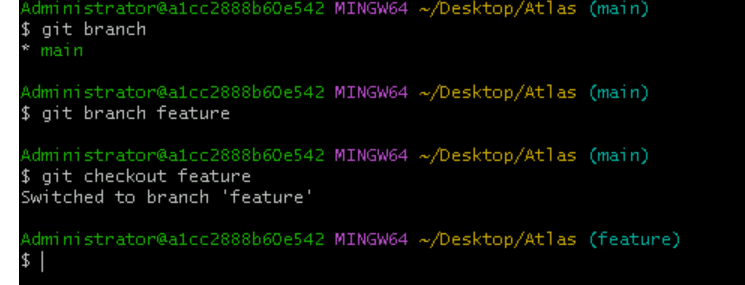 Administrator@a1cc2888b60e542 MINGW64 ~/Desktop/Atlas (main)
$ git branch
* main
Administrator@a1cc2888b60e542 MINGW64 ~/Desktop/Atlas (main)
$ git branch feature
Administrator@a1cc2888b60e542 MINGW64 ~/Desktop/Atlas (main)
$ git checkout feature
Switched to branch 'feature'
Administrator@a1cc2888b60e542 MINGW64 ~/Desktop/Atlas (feature)
$